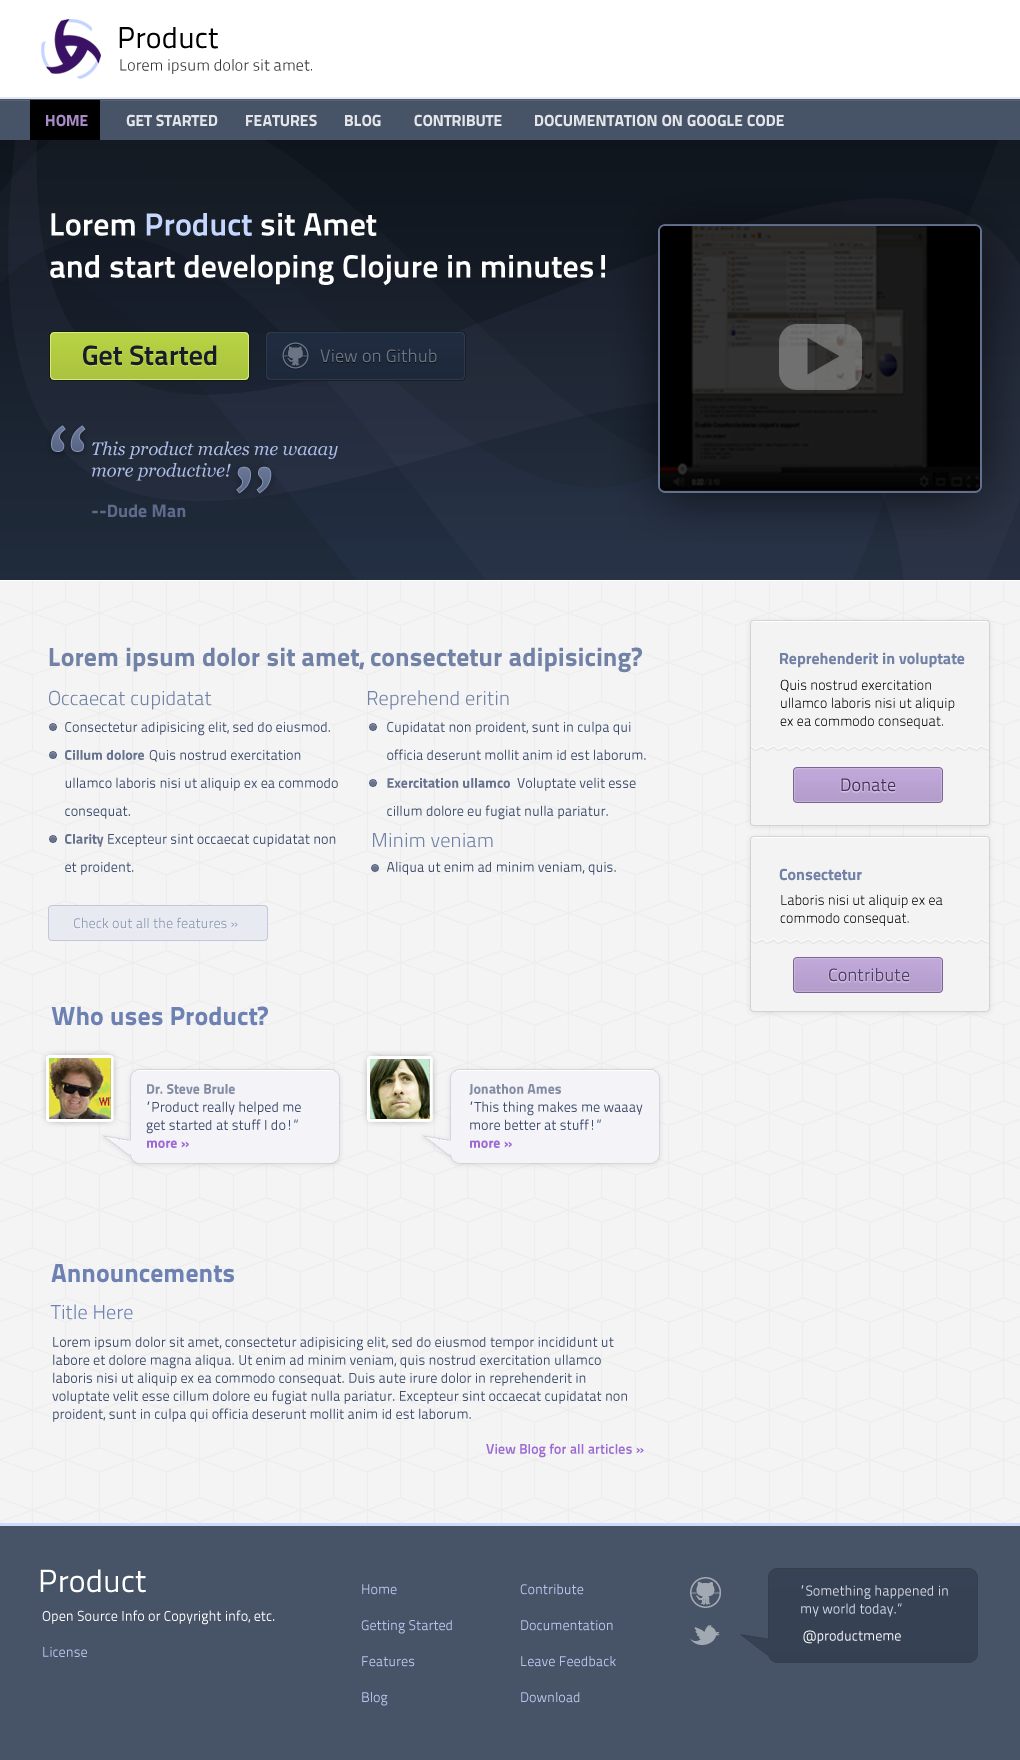 Product
Lorem ipsum dolor sit amet.
HOME GET STARTED FEATURES BLOG CONTRIBUTE DOCUMENTATION ON GOOGLE CODE
Lorem Product sit Amet
and start developing Clojure in minutes!
Get Started
View on Github
“This product makes me waaay
more productive!”
--Dude Man
Lorem ipsum dolor sit amet, consectetur adipisicing?
Occaecat cupidatat
• Consectetur adipisicing elit, sed do eiusmod.
• Cillum dolore Quis nostrud exercitation
ullamco laboris nisi ut aliquip ex ea commodo
consequat.
• Clarity Excepteur sint occaecat cupidatat non
et proident.
Reprehend eritin
• Cupidatat non proident, sunt in culpa qui
officia deserunt mollit anim id est laborum.
• Exercitation ullamco Voluptate velit esse
cillum dolore eu fugiat nulla pariatur.
Minim veniam
• Aliqua ut enim ad minim veniam, quis.
Check out all the features »
Reprehenderit in voluptate
Quis nostrud exercitation
ullamco laboris nisi ut aliquip
ex ea commodo consequat.
Donate
Consectetur
Laboris nisi ut aliquip ex ea
commodo consequat.
Contribute
Who uses Product?
Dr. Steve Brule
"Product really helped me
get started at stuff I do!"
more »
Jonathon Ames
"This thing makes me waaay
more better at stuff!"
more »
Announcements
Title Here
Lorem ipsum dolor sit amet, consectetur adipisicing elit, sed do eiusmod tempor incididunt ut
labore et dolore magna aliqua. Ut enim ad minim veniam, quis nostrud exercitation ullamco
laboris nisi ut aliquip ex ea commodo consequat. Duis aute irure dolor in reprehenderit in
voluptate velit esse cillum dolore eu fugiat nulla pariatur. Excepteur sint occaecat cupidatat non
proident, sunt in culpa qui officia deserunt mollit anim id est laborum.
View Blog for all articles »
Product
Open Source Info or Copyright info, etc.
License
Home
Getting Started
Features
Blog
Contribute
Documentation
Leave Feedback
Download
"Something happened in
my world today."
@productmeme